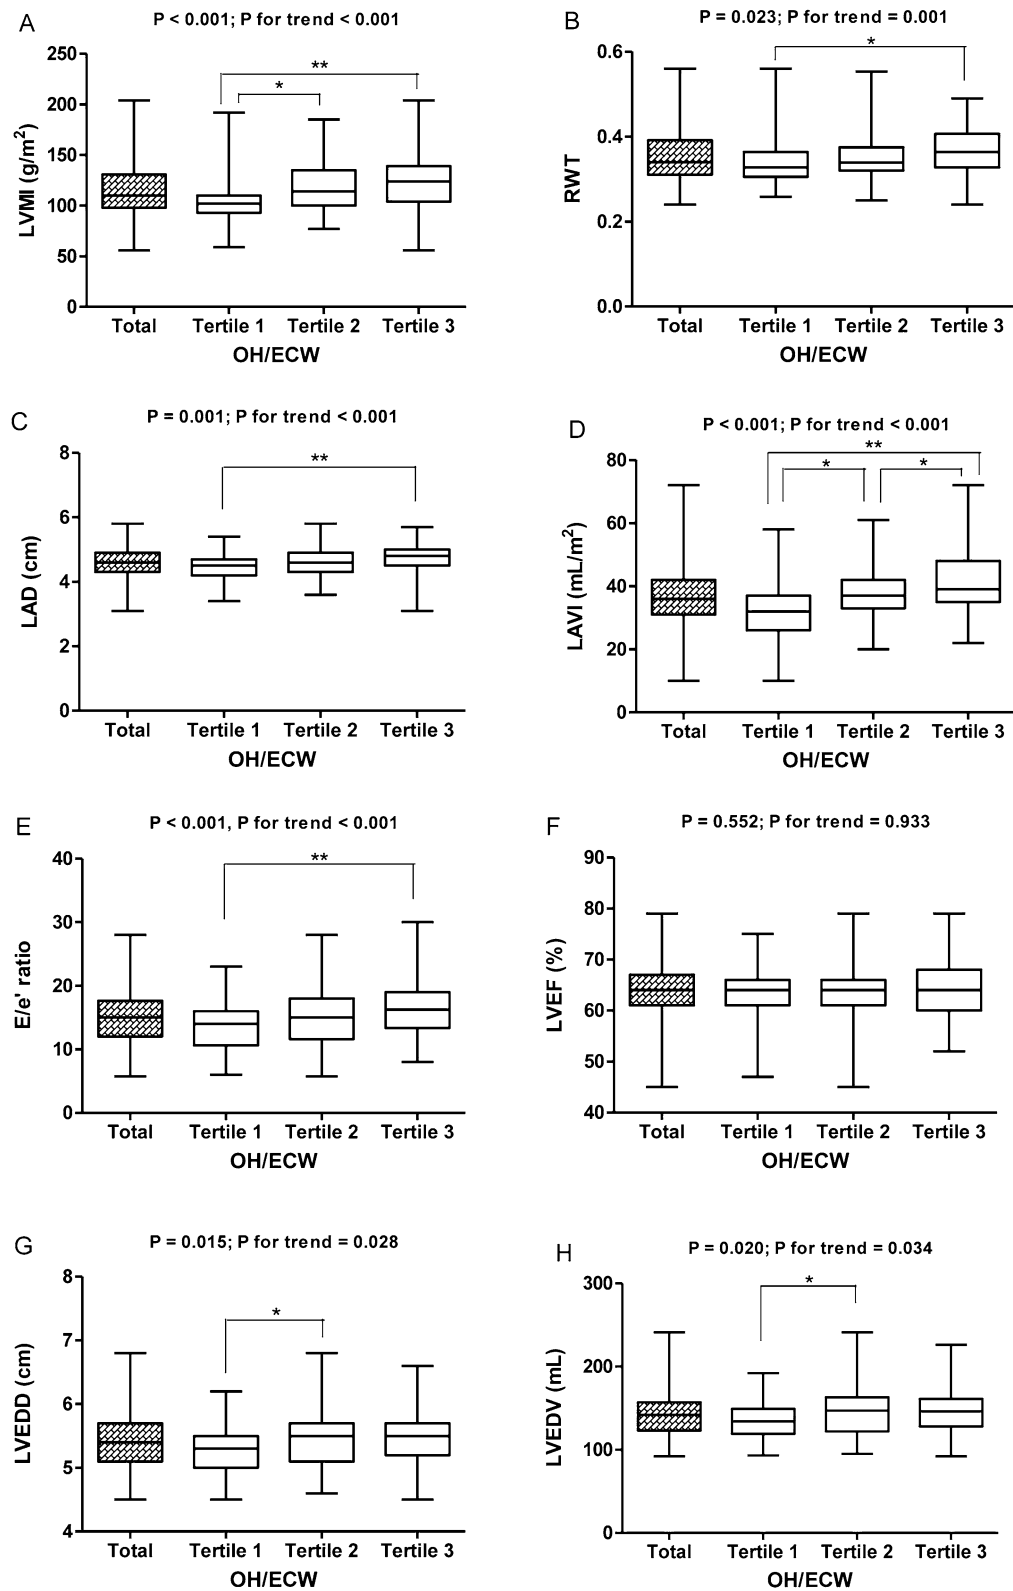 A
P < 0.001; P for trend < 0.001
250
200
150
100
50
0
LVMI (g/m2)
**
*
Total Tertile 1 Tertile 2 Tertile 3
OH/ECW
B
P = 0.023; P for trend = 0.001
0.6
0.4
0.2
0.0
RWT
*
Total Tertile 1 Tertile 2 Tertile 3
OH/ECW
C
P = 0.001; P for trend < 0.001
8
6
4
2
0
LAD (cm)
**
Total Tertile 1 Tertile 2 Tertile 3
OH/ECW
D
P < 0.001; P for trend < 0.001
80
60
40
20
0
LAVI (mL/m2)
**
* *
Total Tertile 1 Tertile 2 Tertile 3
OH/ECW
E
P < 0.001, P for trend < 0.001
40
30
20
10
0
E/e' ratio
**
Total Tertile 1 Tertile 2 Tertile 3
OH/ECW
F
P = 0.552; P for trend = 0.933
90
80
70
60
50
40
LVEF (%)
Total Tertile 1 Tertile 2 Tertile 3
OH/ECW
G
P = 0.015; P for trend = 0.028
8
7
6
5
4
LVEDD (cm)
*
Total Tertile 1 Tertile 2 Tertile 3
OH/ECW
H
P = 0.020; P for trend = 0.034
300
200
100
0
LVEDV (mL)
*
Total Tertile 1 Tertile 2 Tertile 3
OH/ECW